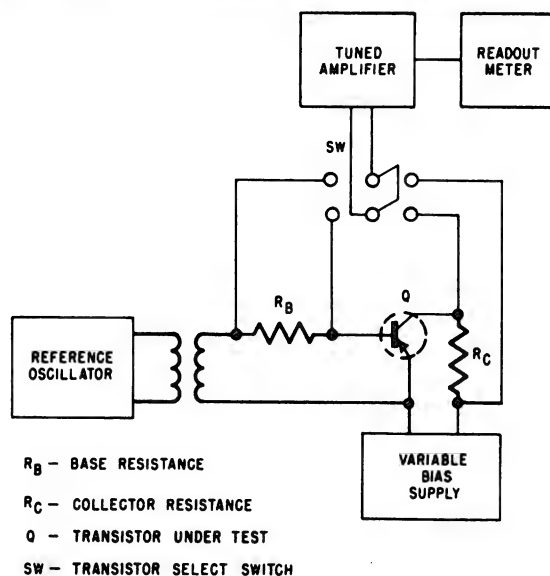 TUNED
AMPLIFIER
READOUT
METER
SW
R_B
Q
R_C
REFERENCE
OSCILLATOR
VARIABLE
BIAS
SUPPLY
R_B — BASE RESISTANCE
R_C — COLLECTOR RESISTANCE
Q — TRANSISTOR UNDER TEST
SW — TRANSISTOR SELECT SWITCH